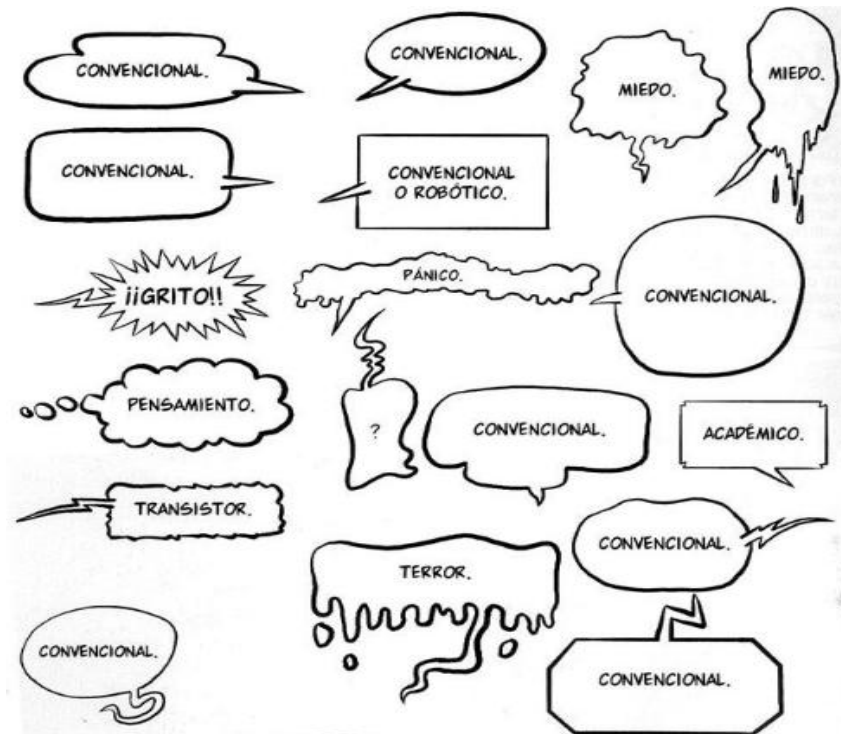 CONVENCIONAL.
CONVENCIONAL.
MIEDO.
MIEDO.
CONVENCIONAL.
CONVENCIONAL
O ROBÓTICO.
¡¡GRITO!!
PÁNICO.
CONVENCIONAL.
PENSAMIENTO.
?
CONVENCIONAL.
ACADÉMICO.
TRANSISTOR.
TERROR.
CONVENCIONAL.
CONVENCIONAL.
CONVENCIONAL.